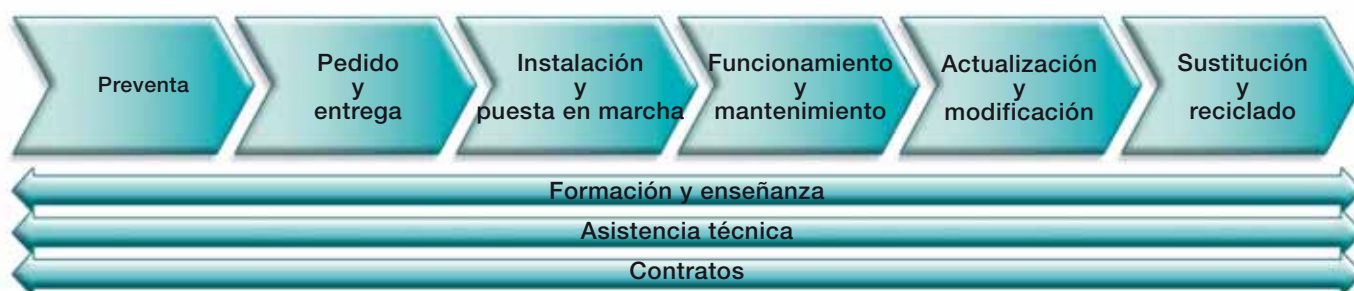 Preventa
Pedido
y
entrega
Instalación
y
puesta en marcha
Funcionamiento
y
mantenimiento
Actualización
y
modificación
Sustitución
y
reciclado
Formación y enseñanza
Asistencia técnica
Contratos